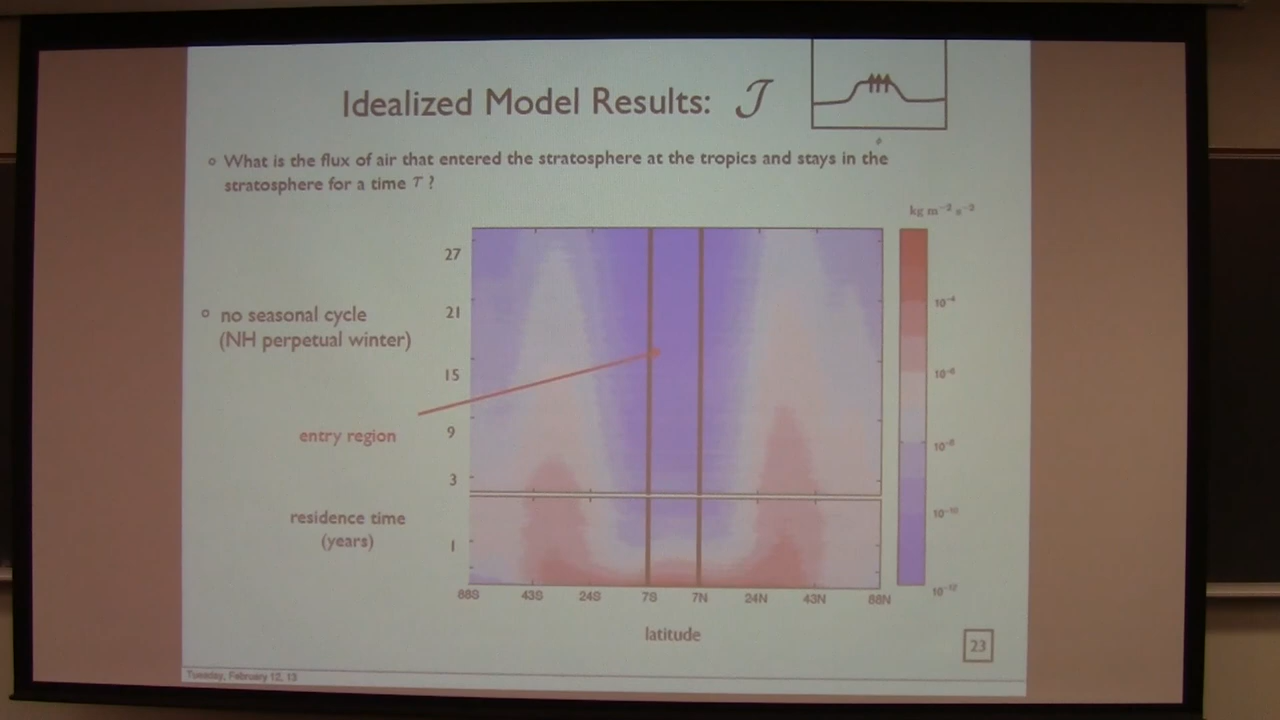 Idealized Model Results: 𝒥
What is the flux of air that entered the stratosphere at the tropics and stays in the
stratosphere for a time τ ?
kg m⁻² s⁻²
no seasonal cycle
(NH perpetual winter)
entry region
residence time
(years)
27
21
15
9
3
1
10⁻⁴
10⁻⁶
10⁻⁸
10⁻¹⁰
10⁻¹²
88S 43S 24S 7S 7N 24N 43N 88N
latitude
23
Tuesday, February 12, 13